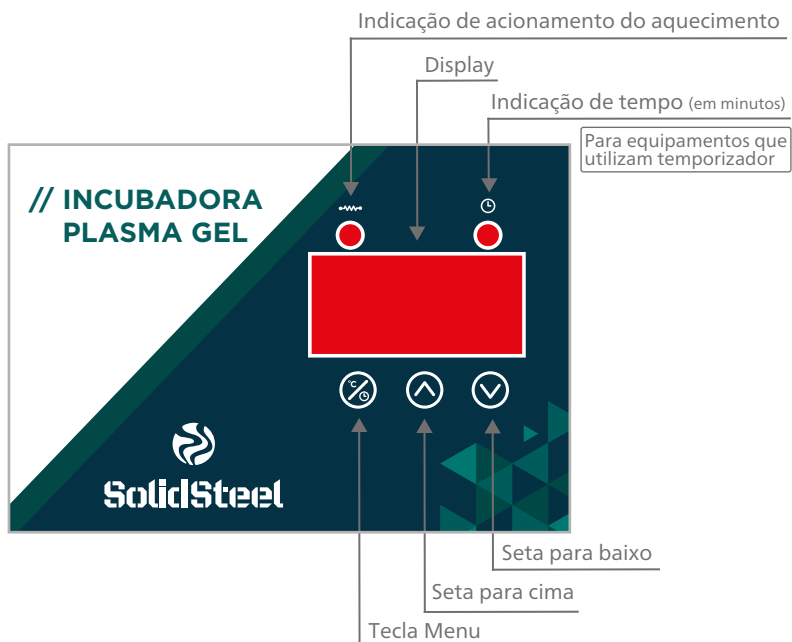 Indicação de acionamento do aquecimento
Display
Indicação de tempo (em minutos)
Para equipamentos que
utilizam temporizador
// INCUBADORA
PLASMA GEL
°C
SolidSteel
Seta para baixo
Seta para cima
Tecla Menu